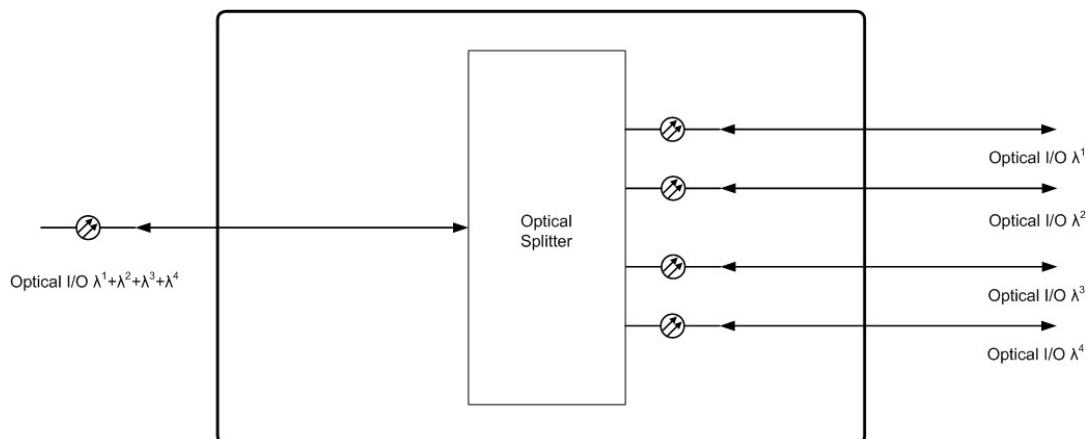 Optical I/O λ¹
Optical I/O λ²
Optical
Splitter
Optical I/O λ¹+λ²+λ³+λ⁴
Optical I/O λ³
Optical I/O λ⁴